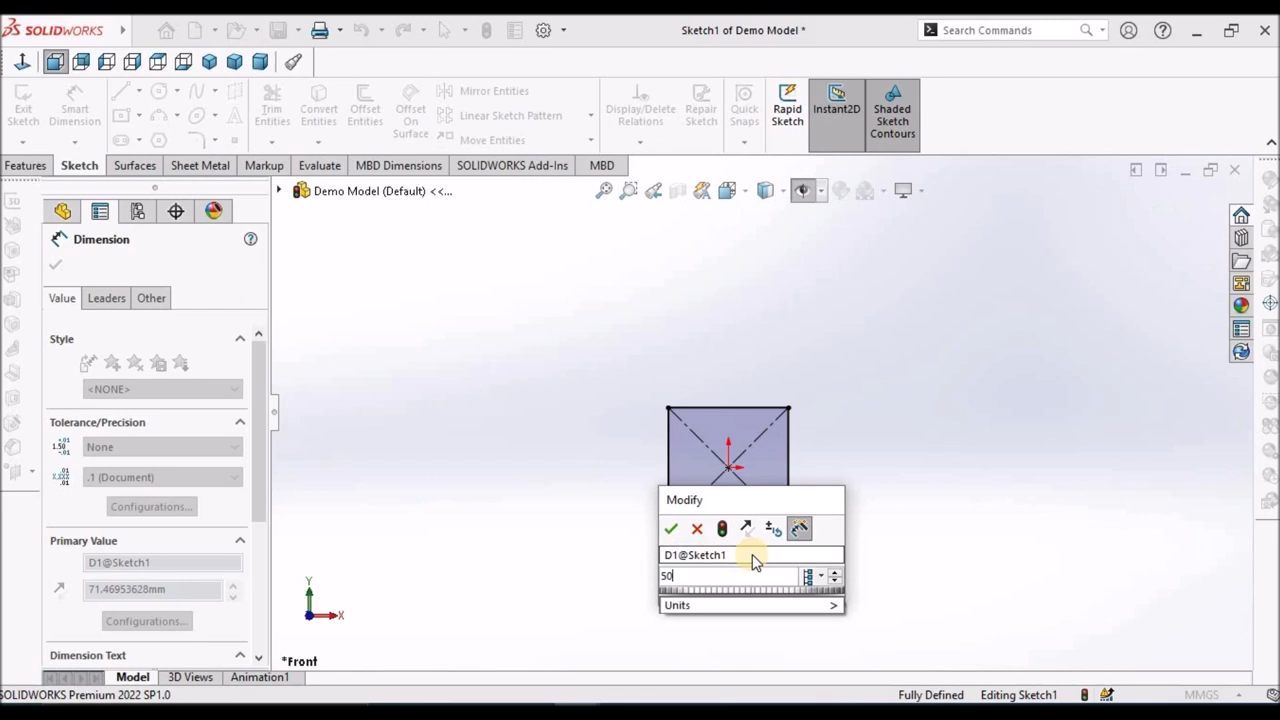 SOLIDWORKS
Sketch1 of Demo Model *
Search Commands
Exit Sketch
Smart Dimension
Trim Entities
Convert Entities
Offset Entities
Offset On Surface
Mirror Entities
Linear Sketch Pattern
Move Entities
Display/Delete Relations
Repair Sketch
Quick Snaps
Rapid Sketch
Instant2D
Shaded Sketch Contours
Features Sketch Surfaces Sheet Metal Markup Evaluate MBD Dimensions SOLIDWORKS Add-Ins MBD
Demo Model (Default) <<...
Dimension
Value Leaders Other
Style
<NONE>
Tolerance/Precision
None
.1 (Document)
Configurations...
Primary Value
D1@Sketch1
71.46953628mm
Configurations...
Dimension Text
Modify
D1@Sketch1
50
Units >
Y
X
*Front
Model 3D Views Animation1
SOLIDWORKS Premium 2022 SP1.0
Fully Defined Editing Sketch1 MMGS